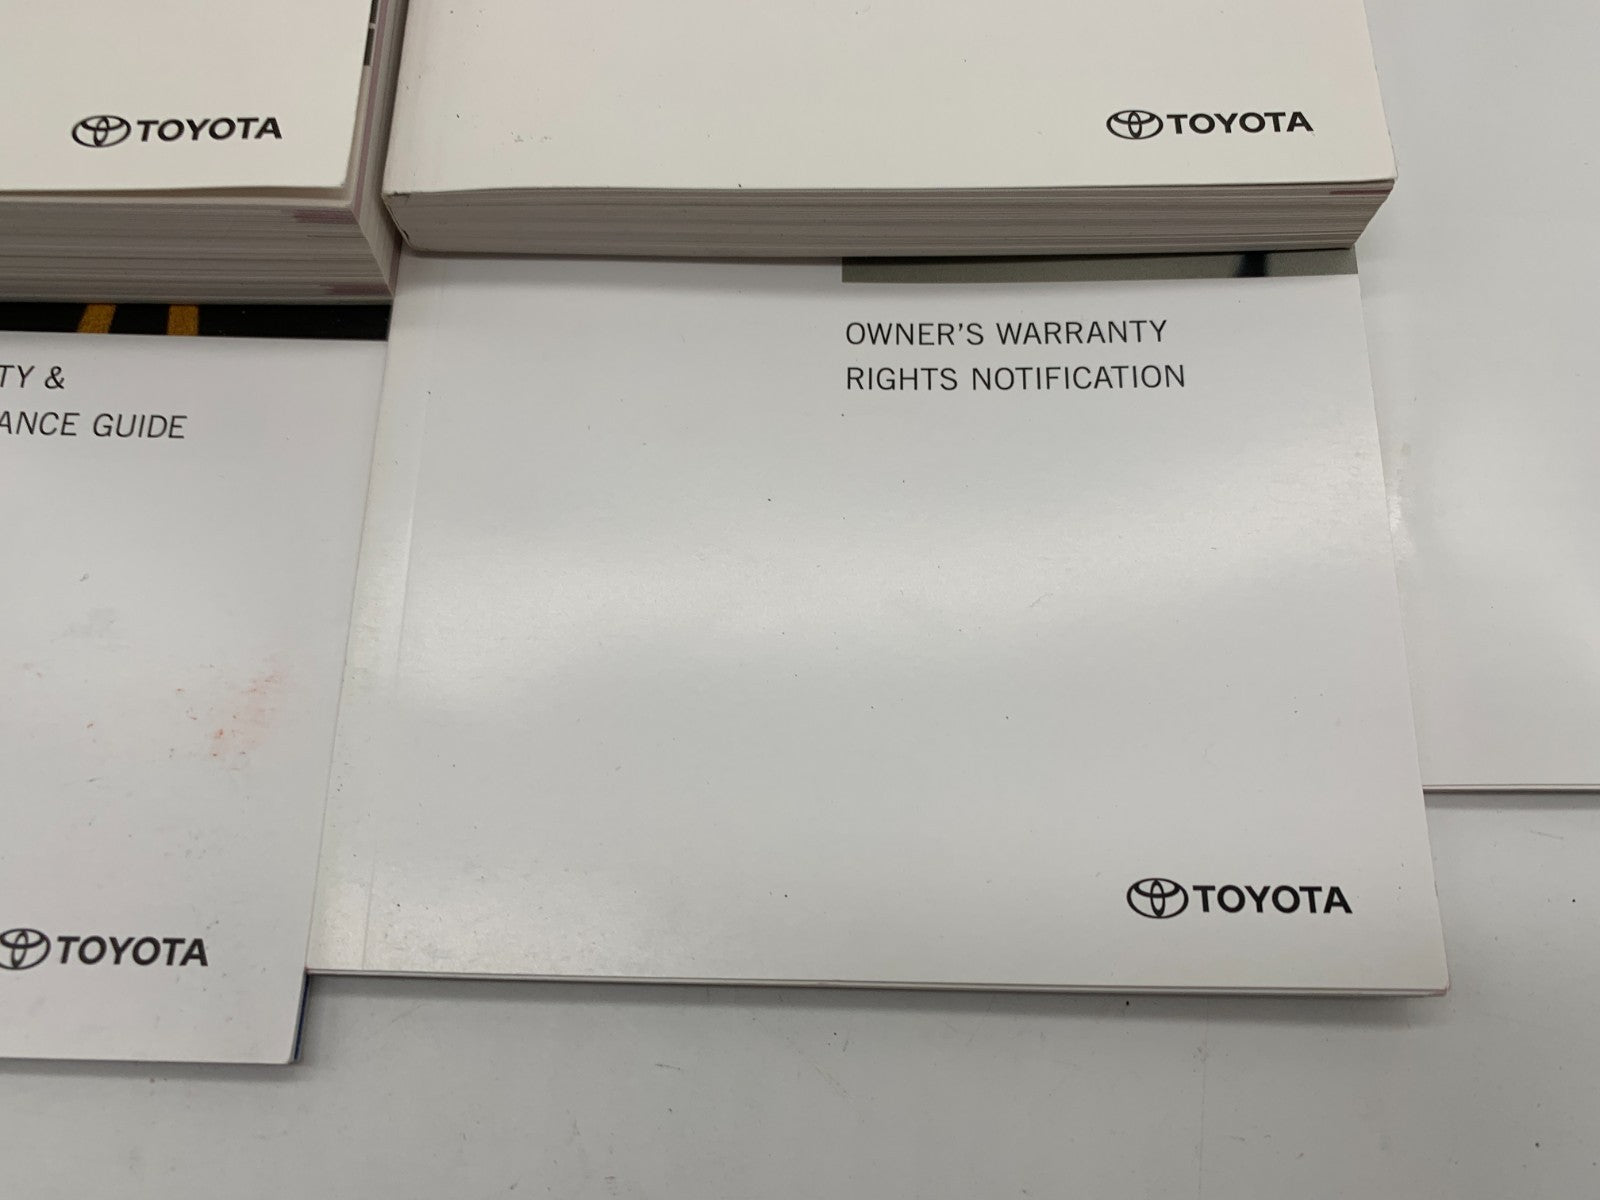 TOYOTA
TOYOTA
OWNER'S WARRANTY
RIGHTS NOTIFICATION
TOYOTA
TY &
ANCE GUIDE
TOYOTA